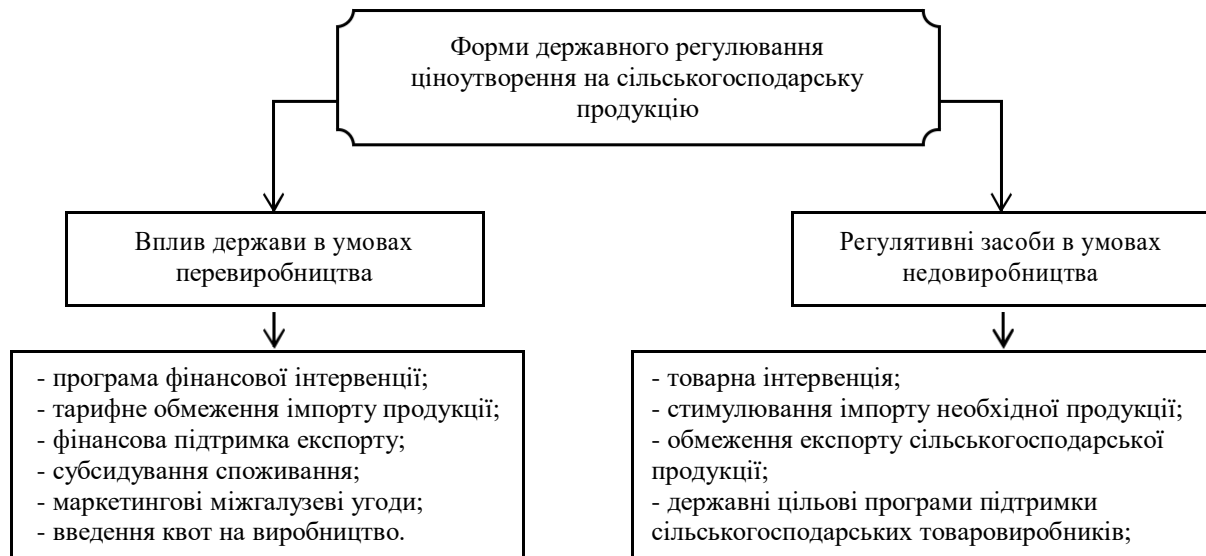 Форми державного регулювання
ціноутворення на сільськогосподарську
продукцію
Вплив держави в умовах
перевиробництва
Регулятивні засоби в умовах
недовиробництва
- програма фінансової інтервенції;
- тарифне обмеження імпорту продукції;
- фінансова підтримка експорту;
- субсидування споживання;
- маркетингові міжгалузеві угоди;
- введення квот на виробництво.
- товарна інтервенція;
- стимулювання імпорту необхідної продукції;
- обмеження експорту сільськогосподарської
продукції;
- державні цільові програми підтримки
сільськогосподарських товаровиробників;